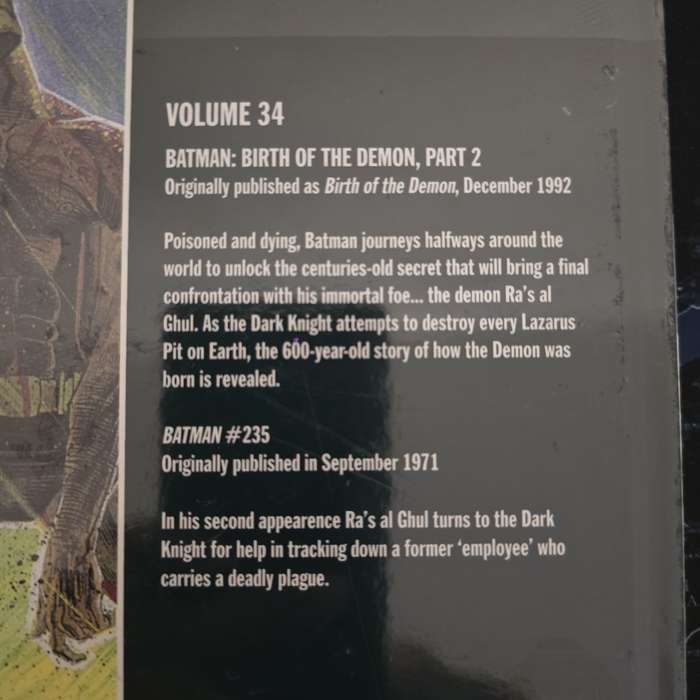 VOLUME 34
BATMAN: BIRTH OF THE DEMON, PART 2
Originally published as Birth of the Demon, December 1992
Poisoned and dying, Batman journeys halfways around the
world to unlock the centuries-old secret that will bring a final
confrontation with his immortal foe... the demon Ra's al
Ghul. As the Dark Knight attempts to destroy every Lazarus
Pit on Earth, the 600-year-old story of how the Demon was
born is revealed.
BATMAN #235
Originally published in September 1971
In his second appearence Ra's al Ghul turns to the Dark
Knight for help in tracking down a former 'employee' who
carries a deadly plague.